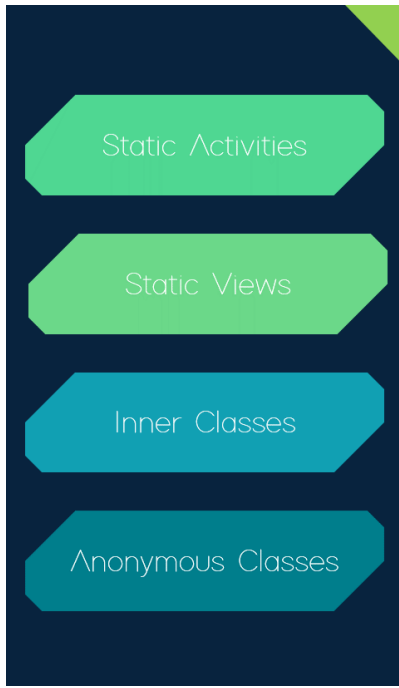 Static Activities
Static Views
Inner Classes
Anonymous Classes